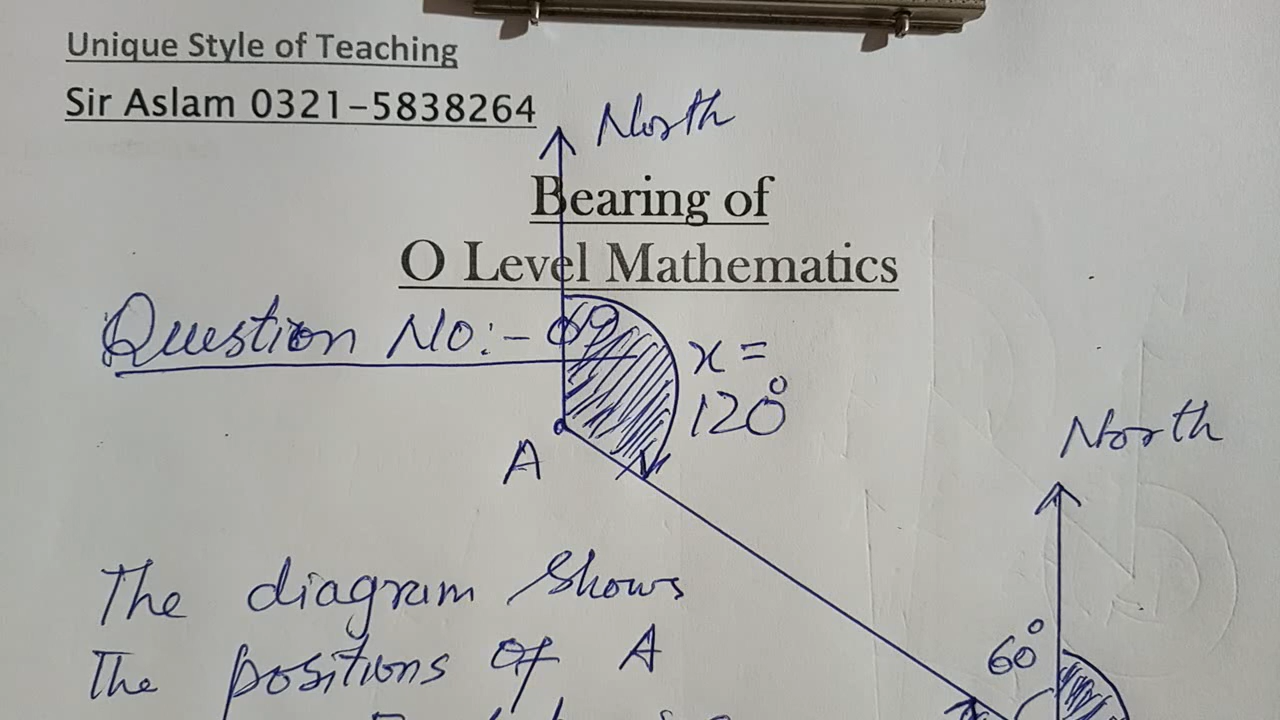 Unique Style of Teaching
Sir Aslam 0321-5838264
North
Bearing of
O Level Mathematics
Question No:- 69
x =
120°
A
North
The diagram shows
60°
The positions of A